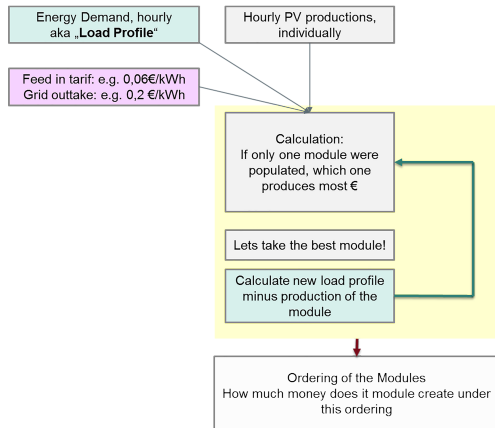 Energy Demand, hourly
aka „Load Profile“
Hourly PV productions,
individually
Feed in tarif: e.g. 0,06€/kWh
Grid outtake: e.g. 0,2 €/kWh
Calculation:
If only one module were
populated, which one
produces most €
Lets take the best module!
Calculate new load profile
minus production of the
module
Ordering of the Modules
How much money does it module create under
this ordering